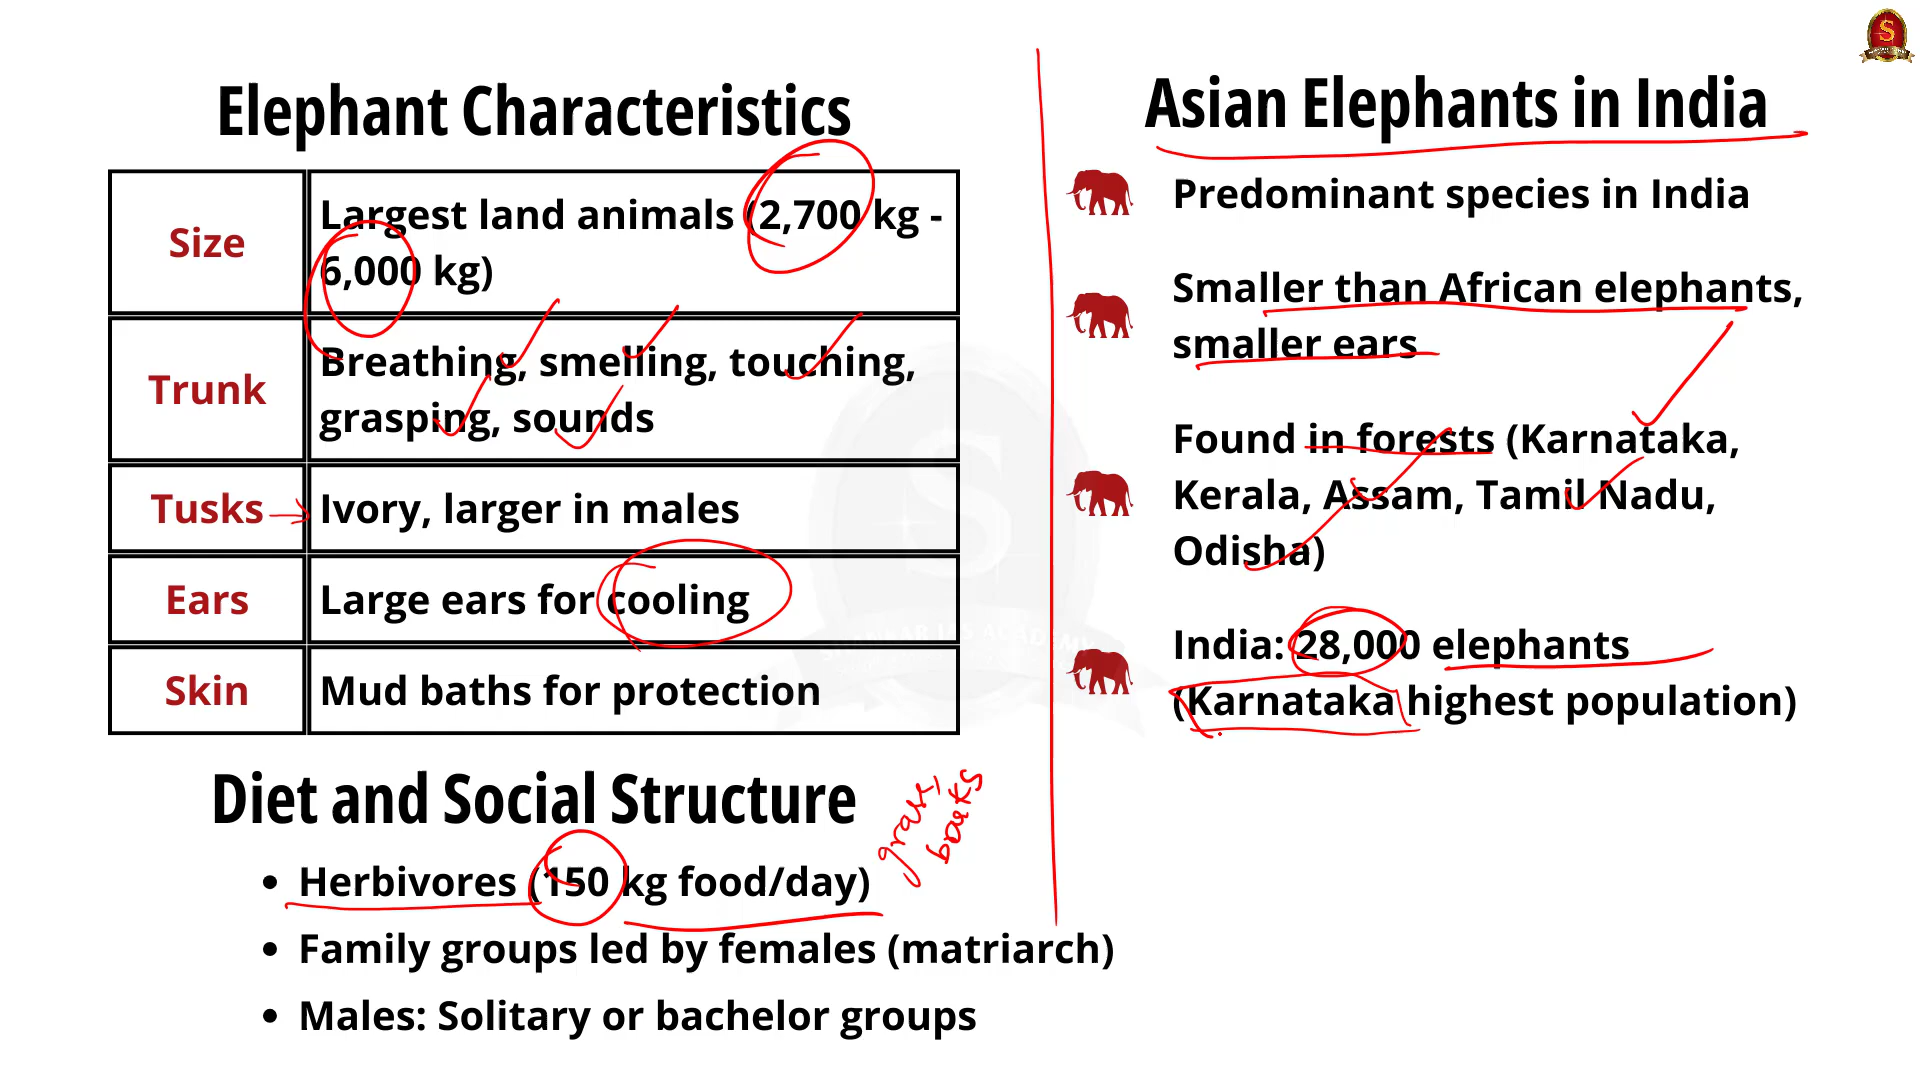 Elephant Characteristics
Size
Largest land animals (2,700 kg -
6,000 kg)
Trunk
Breathing, smelling, touching,
grasping, sounds
Tusks
Ivory, larger in males
Ears
Large ears for cooling
Skin
Mud baths for protection
Diet and Social Structure
• Herbivores (150 kg food/day)
barks
• Family groups led by females (matriarch)
• Males: Solitary or bachelor groups
Asian Elephants in India
Predominant species in India
Smaller than African elephants,
smaller ears
Found in forests (Karnataka,
Kerala, Assam, Tamil Nadu,
Odisha)
India: 28,000 elephants
(Karnataka highest population)
S